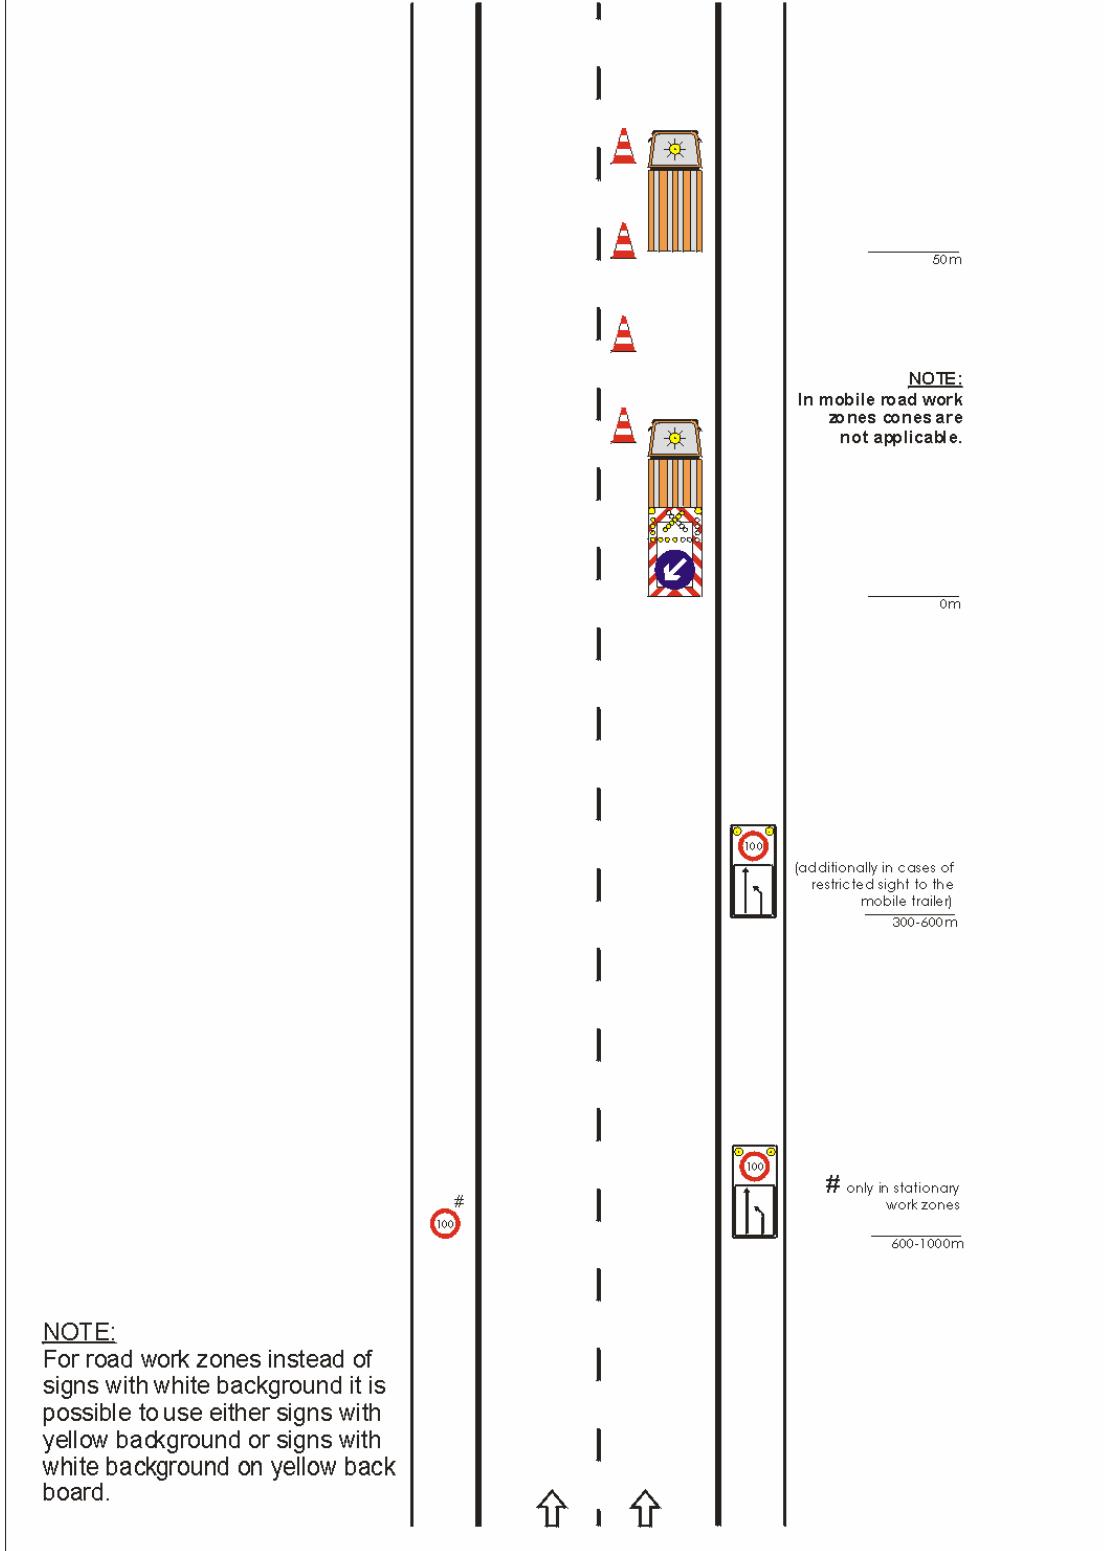 50m
NOTE:
In mobile road work
zones cones are
not applicable.
0m
100
(additionally in cases of
restricted sight to the
mobile trailer)
300-600m
100
# only in stationary
work zones
600-1000m
#
100
NOTE:
For road work zones instead of
signs with white background it is
possible to use either signs with
yellow background or signs with
white background on yellow back
board.